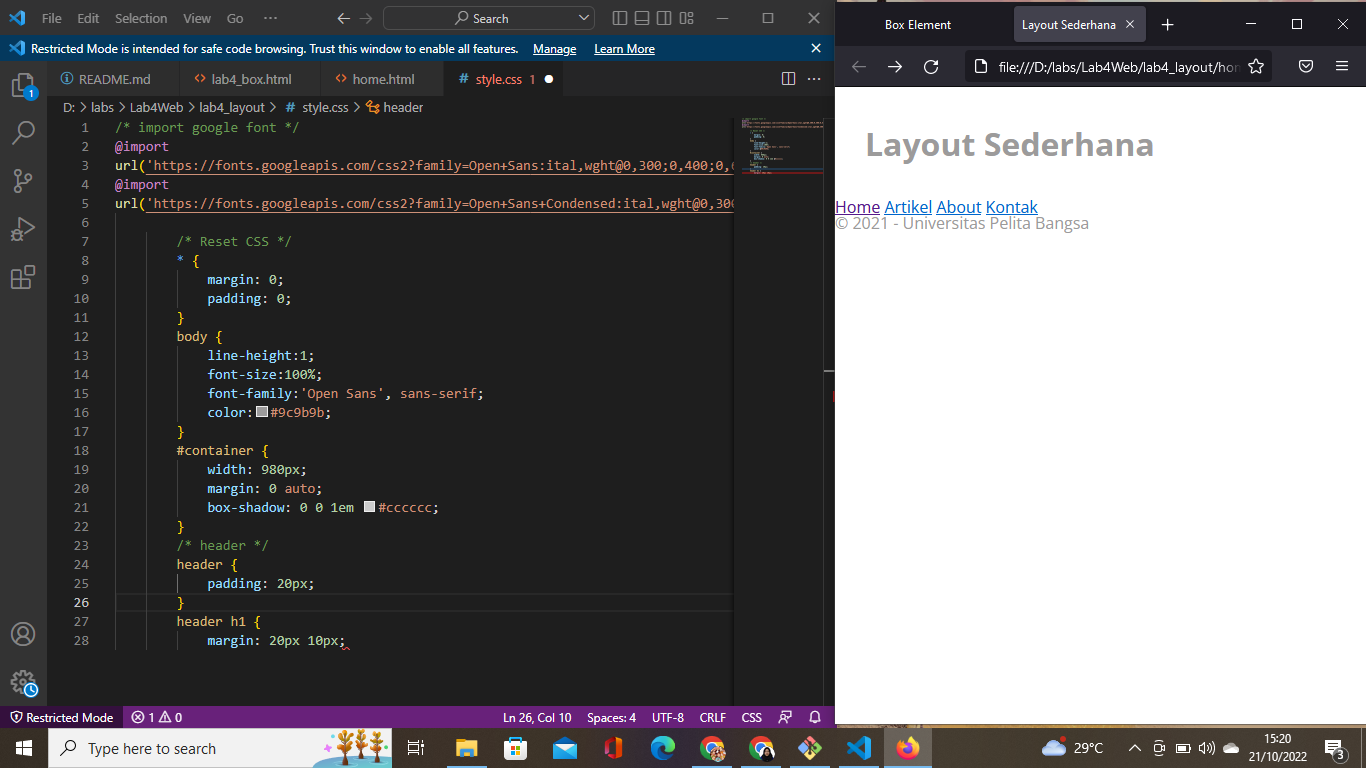 File Edit Selection View Go ··· Search
Restricted Mode is intended for safe code browsing. Trust this window to enable all features. Manage Learn More
README.md lab4_box.html home.html style.css 1
D: > labs > Lab4Web > lab4_layout > # style.css > header
1 /* import google font */
2 @import
3 url('https://fonts.googleapis.com/css2?family=Open+Sans:ital,wght@0,300;0,400;0,
4 @import
5 url('https://fonts.googleapis.com/css2?family=Open+Sans+Condensed:ital,wght@0,300
6
7 /* Reset CSS */
8 * {
9 margin: 0;
10 padding: 0;
11 }
12 body {
13 line-height:1;
14 font-size:100%;
15 font-family:'Open Sans', sans-serif;
16 color:#9c9b9b;
17 }
18 #container {
19 width: 980px;
20 margin: 0 auto;
21 box-shadow: 0 0 1em #cccccc;
22 }
23 /* header */
24 header {
25 padding: 20px;
26 }
27 header h1 {
28 margin: 20px 10px;
1
Restricted Mode 1 0 Ln 26, Col 10 Spaces: 4 UTF-8 CRLF CSS
Box Element Layout Sederhana
file:///D:/labs/Lab4Web/lab4_layout/hom
Layout Sederhana
Home Artikel About Kontak
© 2021 - Universitas Pelita Bangsa
Type here to search 29°C 15:20
21/10/2022 3